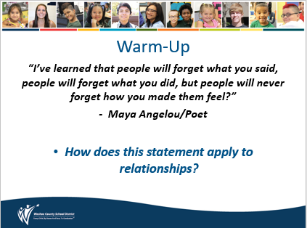 Warm-Up
“I’ve learned that people will forget what you said,
people will forget what you did, but people will never
forget how you made them feel?”
- Maya Angelou/Poet
• How does this statement apply to
relationships?
County School District